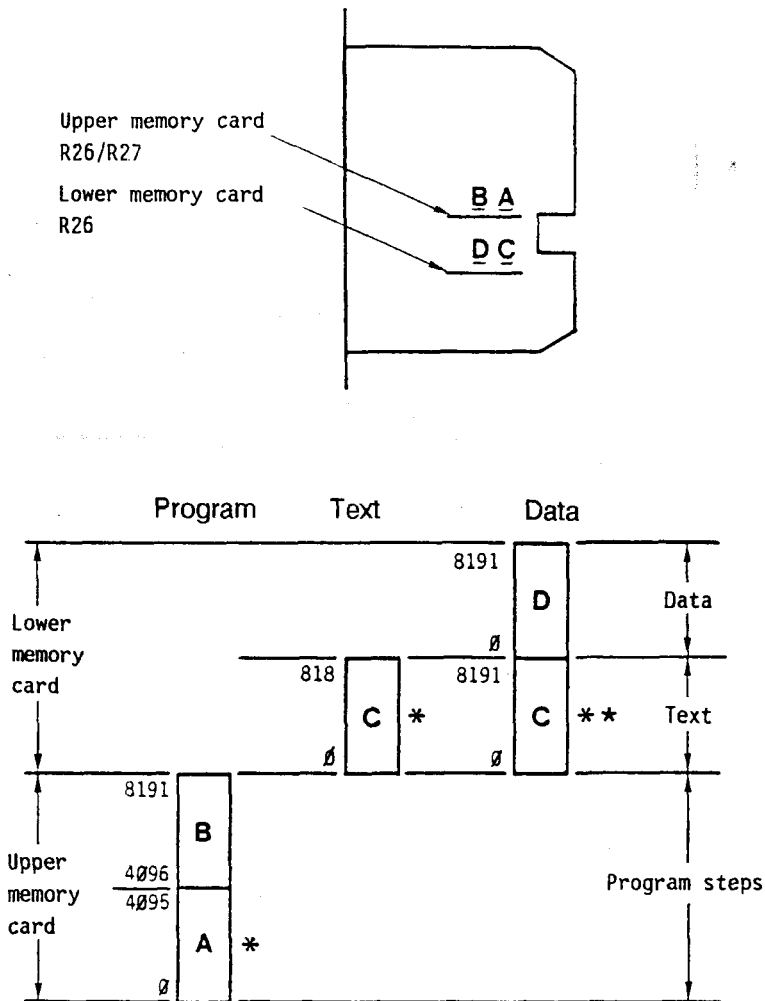 Upper memory card
R26/R27
Lower memory card
R26
B A
D C
Program Text Data
8191
D
Data
Lower
memory
card
Ø
818 8191
C * C ** Text
Ø Ø
8191
B
Upper
memory
card
4Ø96
4Ø95
Program steps
A *
Ø